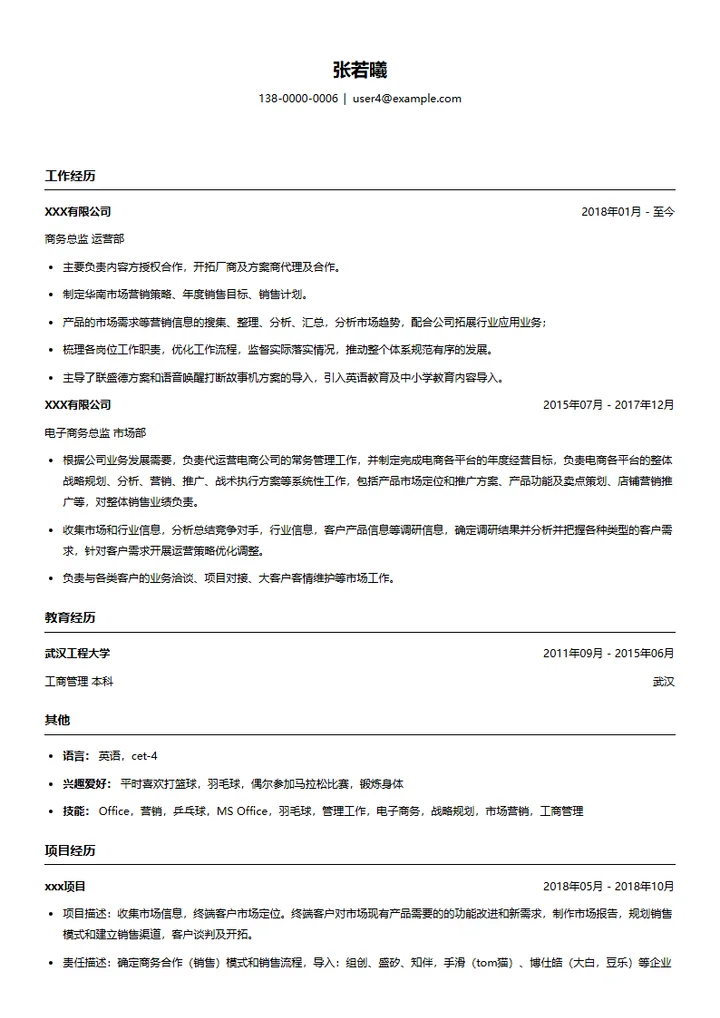 张若曦
138-0000-0006 | user4@example.com
工作经历
XXX有限公司 2018年01月 - 至今
商务总监 运营部
• 主要负责内容方授权合作，开拓厂商及方案商代理及合作。
• 制定华南市场营销策略、年度销售目标、销售计划。
• 产品的市场需求等营销信息的搜集、整理、分析、汇总，分析市场趋势，配合公司拓展行业应用业务；
• 梳理各岗位工作职责，优化工作流程，监督实际落实情况，推动整个体系规范有序的发展。
• 主导了联盛德方案和语音唤醒打断故事机方案的导入，引入英语教育及中小学教育内容导入。
XXX有限公司 2015年07月 - 2017年12月
电子商务总监 市场部
• 根据公司业务发展需要，负责代运营电商公司的常务管理工作，并制定完成电商各平台的年度经营目标，负责电商各平台的整体
战略规划、分析、营销、推广、战术执行方案等系统性工作，包括产品市场定位和推广方案、产品功能及卖点策划、店铺营销推
广等，对整体销售业绩负责。
• 收集市场和行业信息，分析总结竞争对手，行业信息，客户产品信息等调研信息，确定调研结果并分析并把握各种类型的客户需
求，针对客户需求开展运营策略优化调整。
• 负责与各类客户的业务洽谈、项目对接、大客户客情维护等市场工作。
教育经历
武汉工程大学 2011年09月 - 2015年06月
工商管理 本科 武汉
其他
• 语言： 英语，cet-4
• 兴趣爱好： 平时喜欢打篮球，羽毛球，偶尔参加马拉松比赛，锻炼身体
• 技能： Office，营销，乒乓球，MS Office，羽毛球，管理工作，电子商务，战略规划，市场营销，工商管理
项目经历
xxx项目 2018年05月 - 2018年10月
• 项目描述：收集市场信息，终端客户市场定位。终端客户对市场现有产品需要的的功能改进和新需求，制作市场报告，规划销售
模式和建立销售渠道，客户谈判及开拓。
• 责任描述：确定商务合作（销售）模式和销售流程，导入：组创、盛矽、知伴，手滑（tom猫）、博仕皓（大白，豆乐）等企业